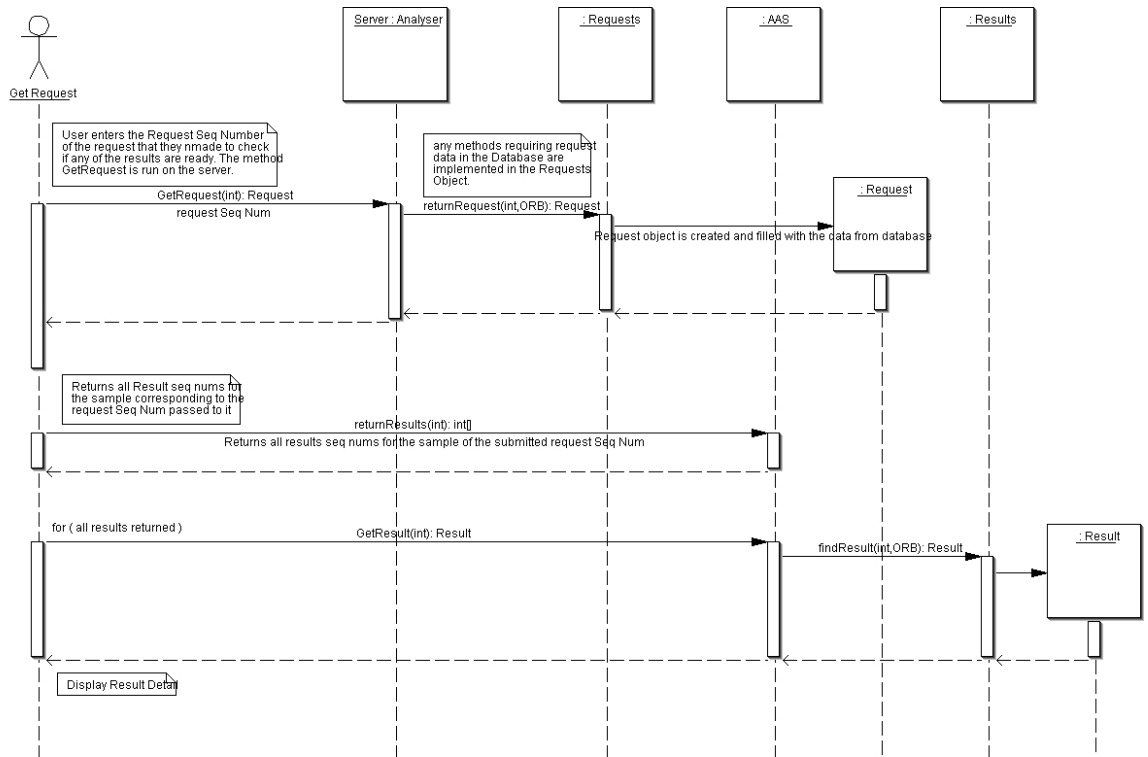 Server : Analyser
: Requests
: AAS
: Results
Get Request
User enters the Request Seq Number
of the request that they nmade to check
if any of the results are ready. The method
GetRequest is run on the server.
any methods requiring request
data in the Database are
implemented in the Requests
Object.
: Request
GetRequest(int): Request
request Seq Num
returnRequest(int,ORB): Request
Request object is created and filled with the data from database
Returns all Result seq nums for
the sample corresponding to the
request Seq Num passed to it
returnResults(int): int[]
Returns all results seq nums for the sample of the submitted request Seq Num
for ( all results returned )
GetResult(int): Result
findResult(int,ORB): Result
: Result
Display Result Detail